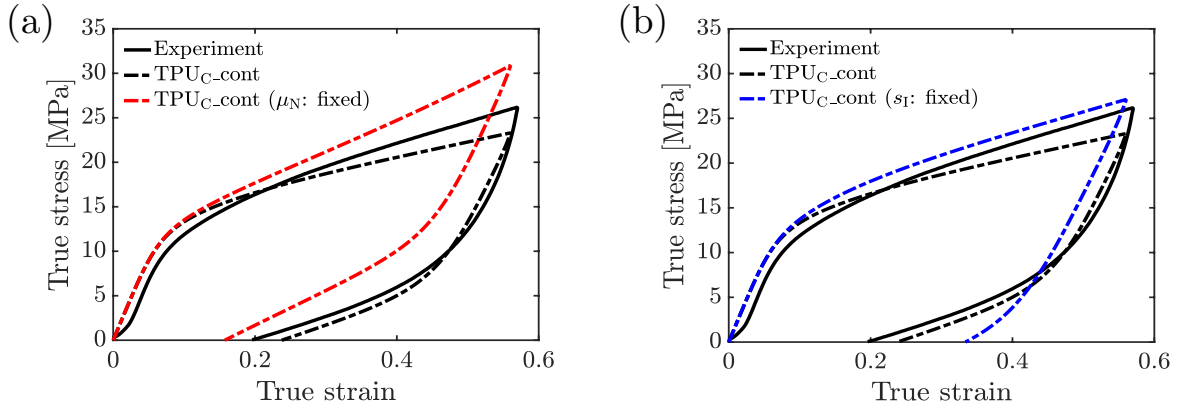 (a)
35
30
25
20
15
10
5
0
True stress [MPa]
Experiment
TPU_C_cont
TPU_C_cont (μ_N: fixed)
0 0.2 0.4 0.6
True strain
(b)
35
30
25
20
15
10
5
0
True stress [MPa]
Experiment
TPU_C_cont
TPU_C_cont (s_I: fixed)
0 0.2 0.4 0.6
True strain